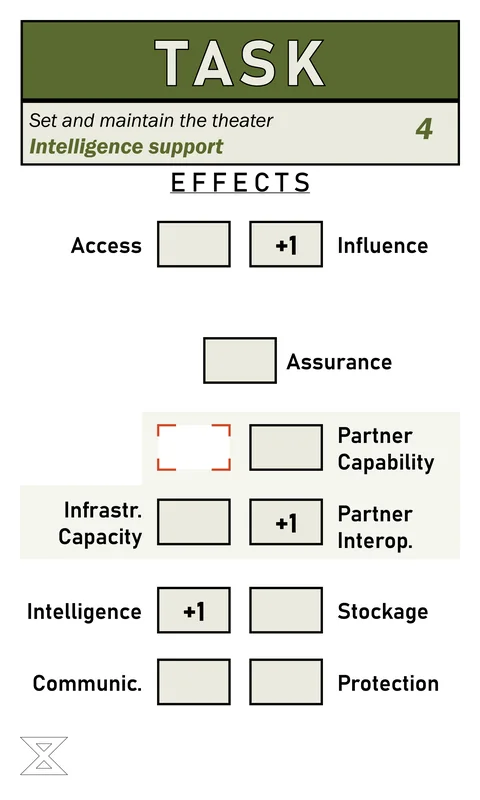 TASK
Set and maintain the theater
Intelligence support
4
EFFECTS
Access
+1
Influence
Assurance
Partner
Capability
Infrastr.
Capacity
+1
Partner
Interop.
Intelligence
+1
Stockage
Communic.
Protection